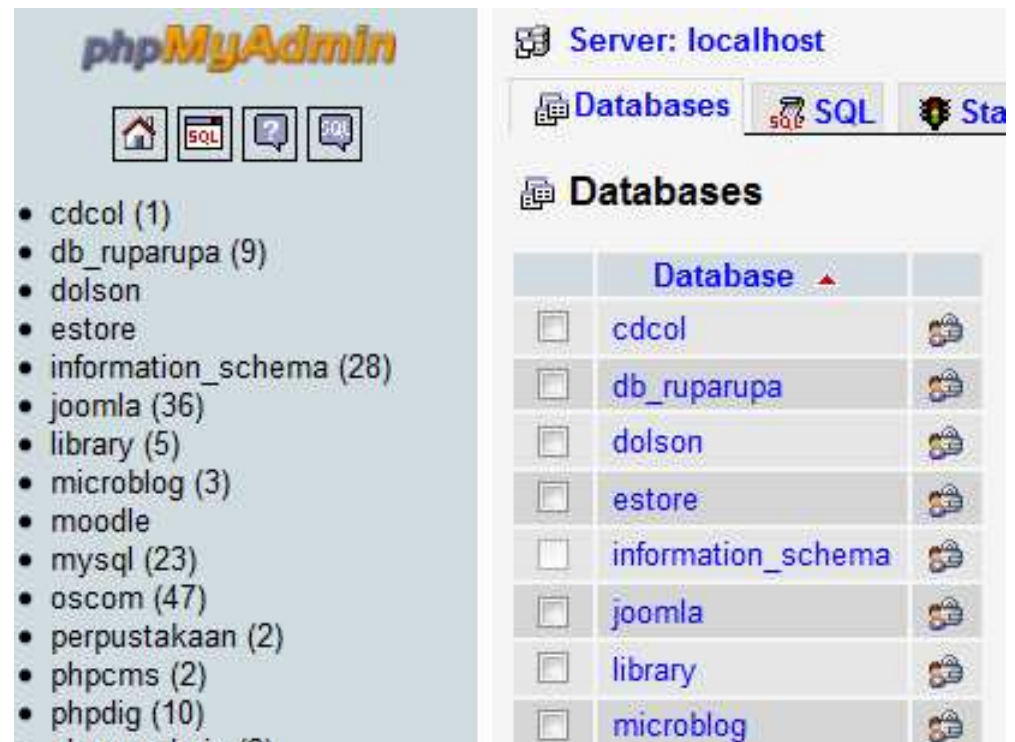 phpMyAdmin
SQL
?
SQL
cdcol (1)
db_ruparupa (9)
dolson
estore
information_schema (28)
joomla (36)
library (5)
microblog (3)
moodle
mysql (23)
oscom (47)
perpustakaan (2)
phpcms (2)
phpdig (10)
Server: localhost
Databases
SQL
Sta
Databases
Database
cdcol
db_ruparupa
dolson
estore
information_schema
joomla
library
microblog